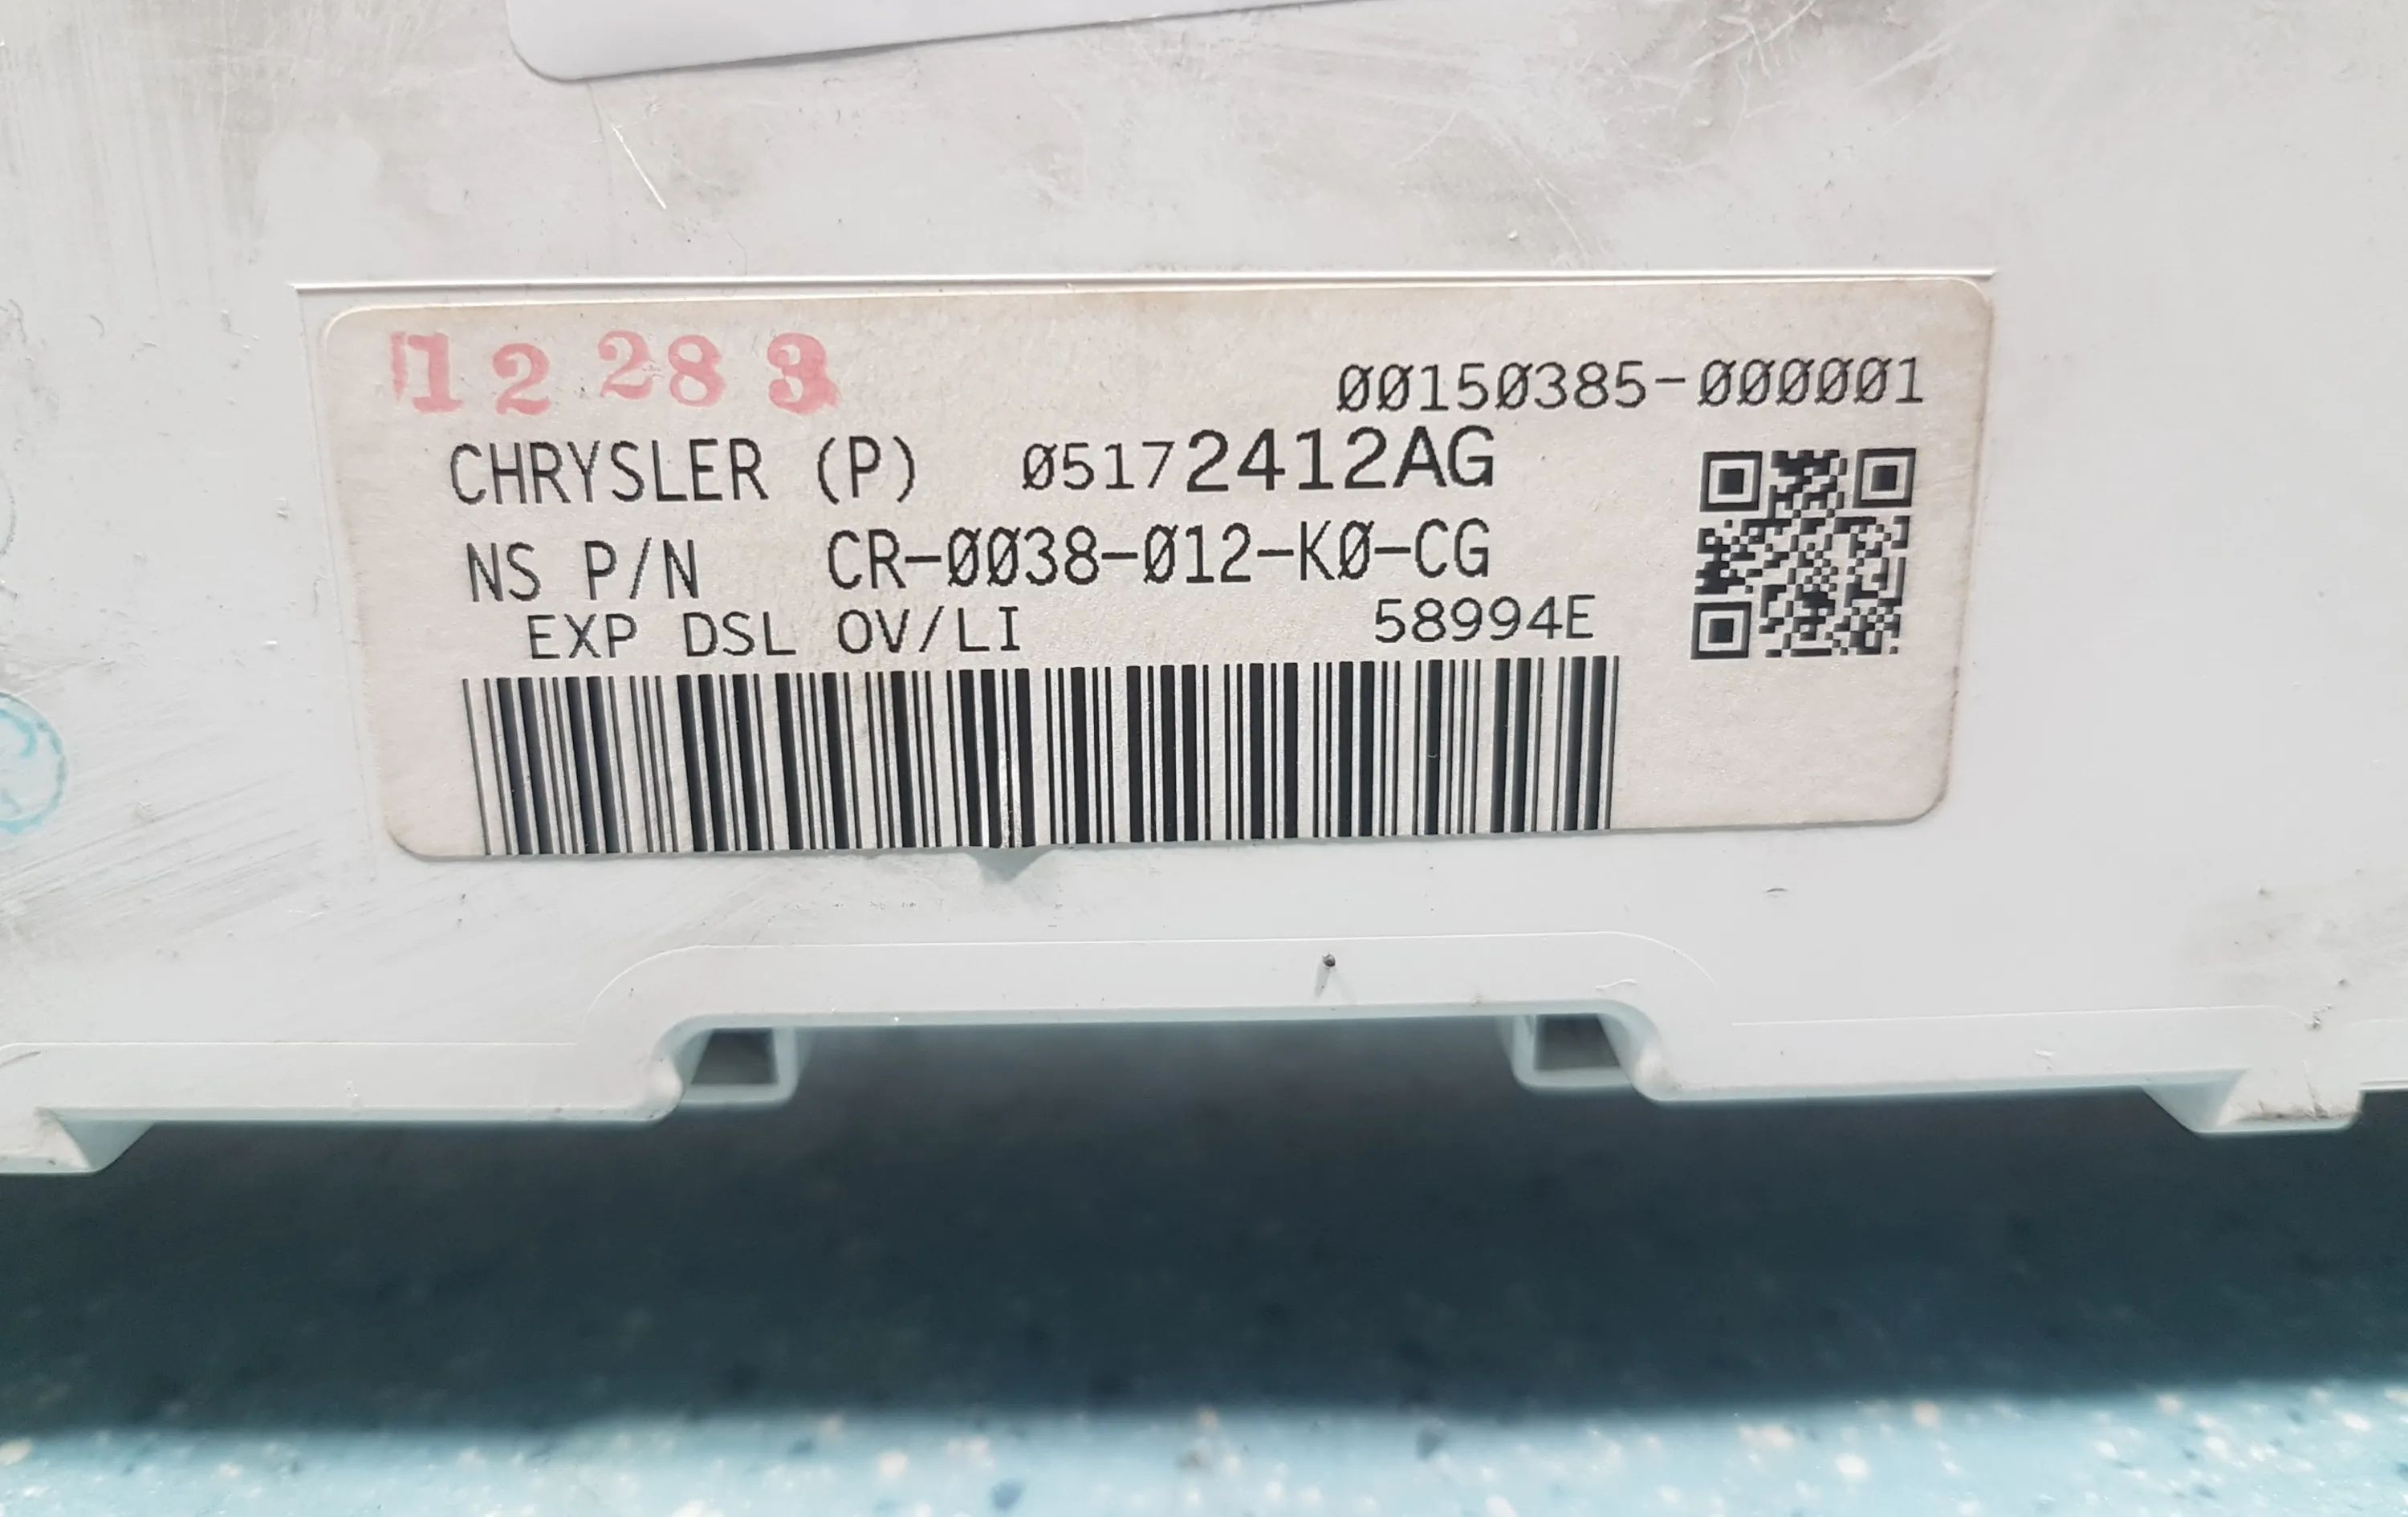 12 28 3
00150385-000001
CHRYSLER (P) 05172412AG
NS P/N CR-0038-012-K0-CG
EXP DSL OV/LI 58994E